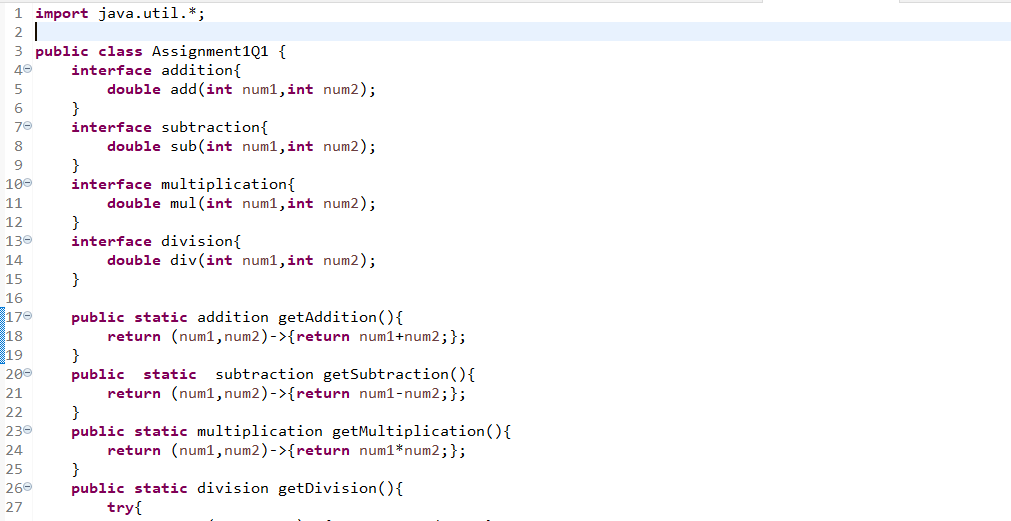 1 import java.util.*;
2
3 public class Assignment1Q1 {
4 interface addition{
5 double add(int num1,int num2);
6 }
7 interface subtraction{
8 double sub(int num1,int num2);
9 }
10 interface multiplication{
11 double mul(int num1,int num2);
12 }
13 interface division{
14 double div(int num1,int num2);
15 }
16
17 public static addition getAddition(){
18 return (num1,num2)->{return num1+num2;};
19 }
20 public  static  subtraction getSubtraction(){
21 return (num1,num2)->{return num1-num2;};
22 }
23 public static multiplication getMultiplication(){
24 return (num1,num2)->{return num1*num2;};
25 }
26 public static division getDivision(){
27 try{